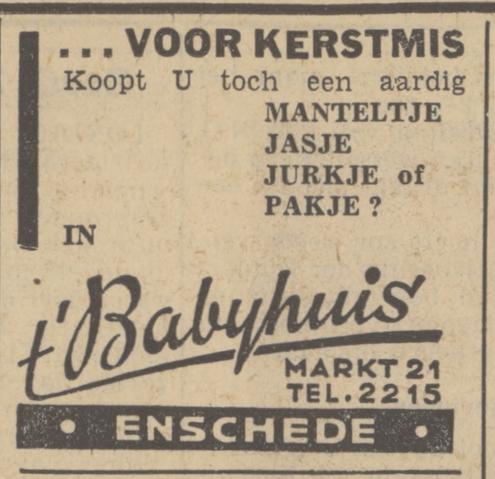 ... VOOR KERSTMIS
Koopt U toch een aardig
MANTELTJE
JASJE
JURKJE of
PAKJE ?
IN
t' Babyhuis
MARKT 21
TEL. 2215
• ENSCHEDE •